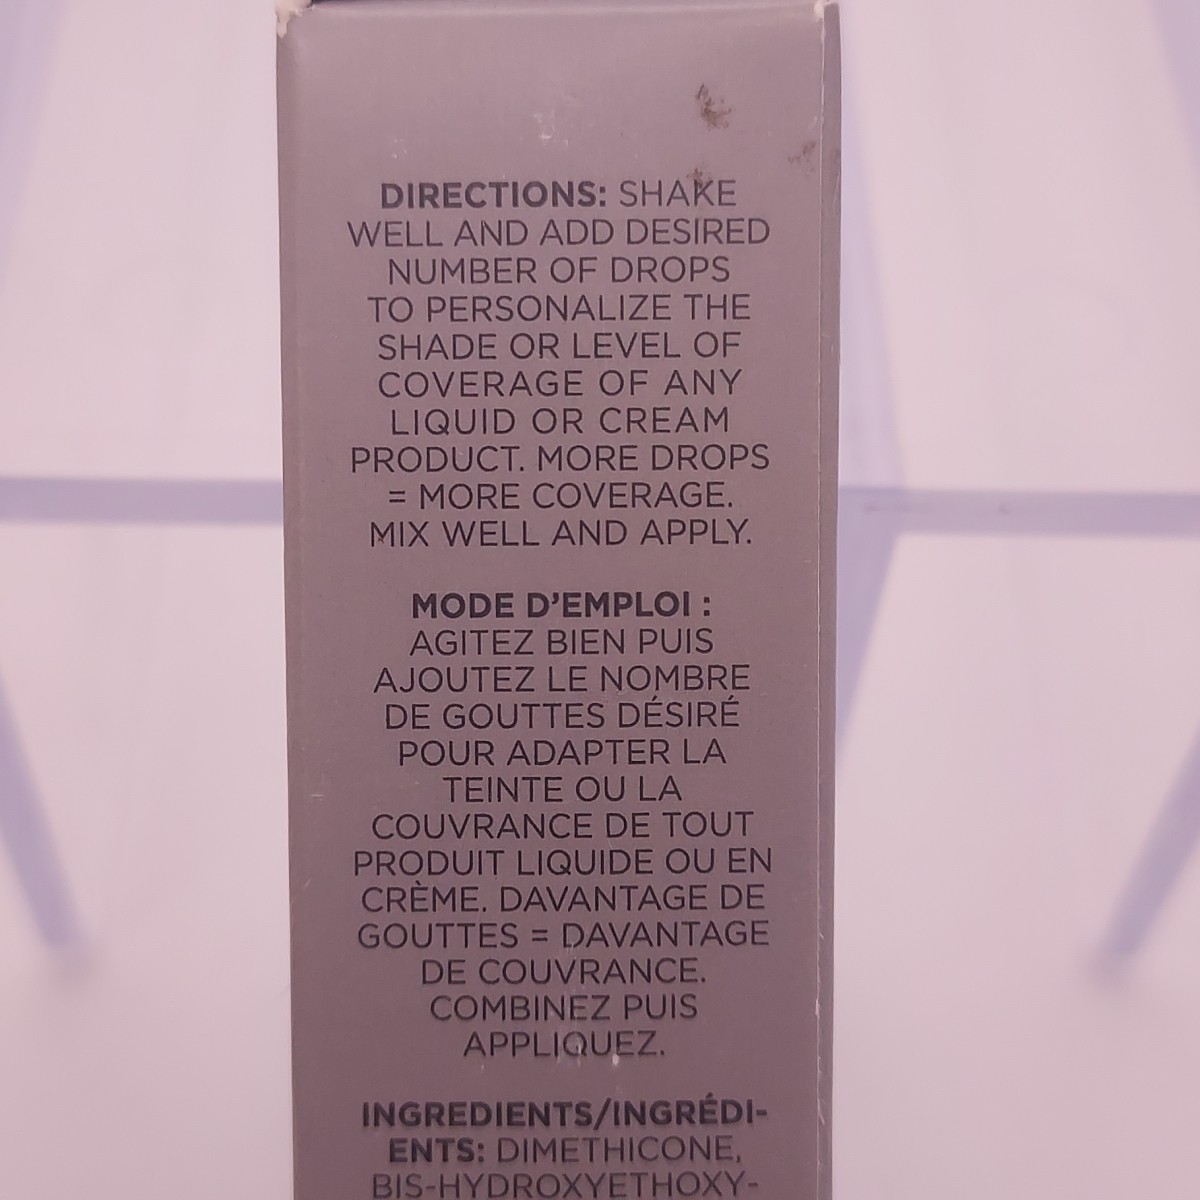 DIRECTIONS: SHAKE
WELL AND ADD DESIRED
NUMBER OF DROPS
TO PERSONALIZE THE
SHADE OR LEVEL OF
COVERAGE OF ANY
LIQUID OR CREAM
PRODUCT. MORE DROPS
= MORE COVERAGE.
MIX WELL AND APPLY.
MODE D'EMPLOI :
AGITEZ BIEN PUIS
AJOUTEZ LE NOMBRE
DE GOUTTES DÉSIRÉ
POUR ADAPTER LA
TEINTE OU LA
COUVRANCE DE TOUT
PRODUIT LIQUIDE OU EN
CRÈME. DAVANTAGE DE
GOUTTES = DAVANTAGE
DE COUVRANCE.
COMBINEZ PUIS
APPLIQUEZ.
INGREDIENTS/INGRÉDI-
ENTS: DIMETHICONE,
BIS-HYDROXYETHOXY-